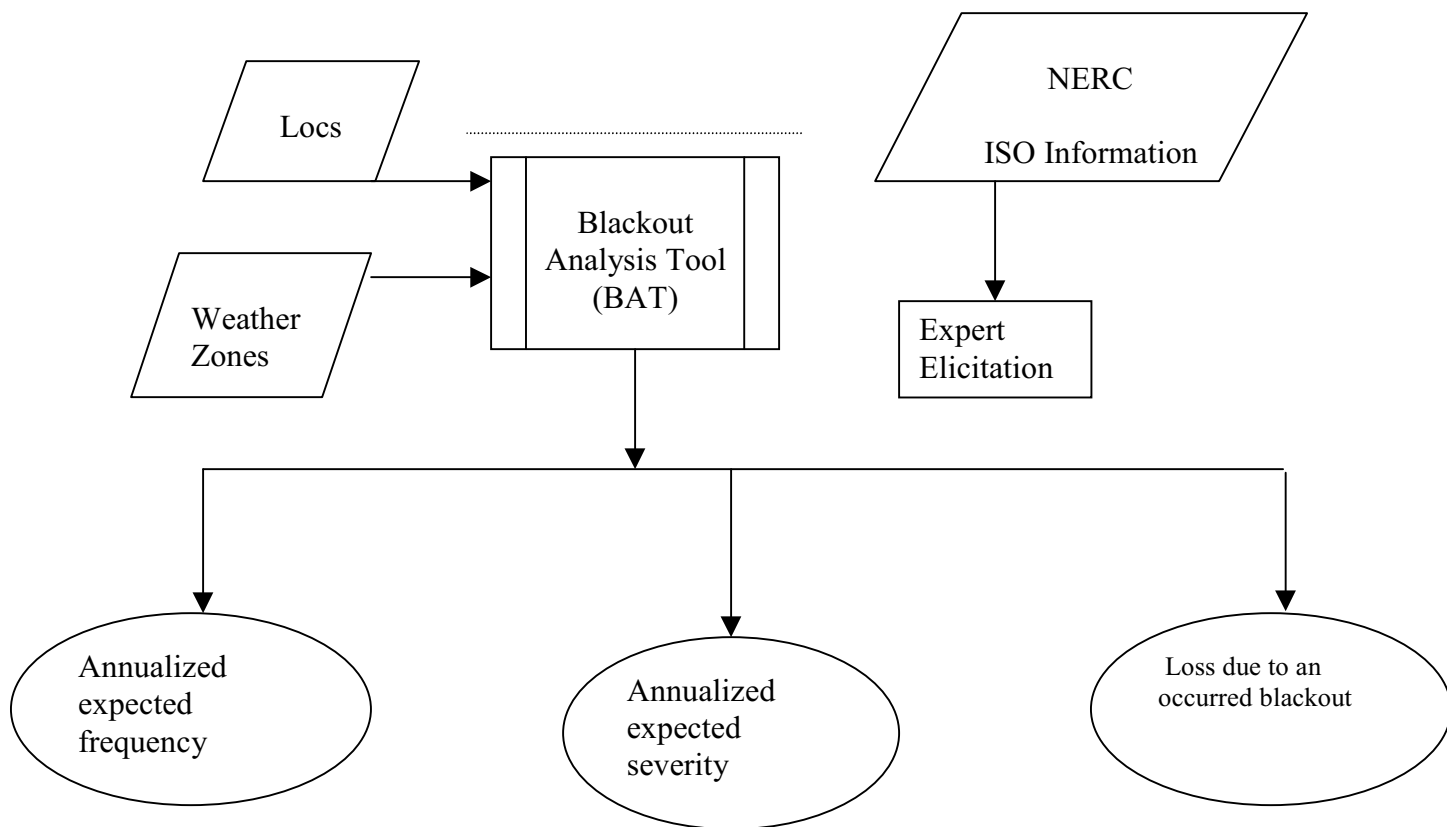 Locs
NERC
ISO Information
Blackout
Analysis Tool
(BAT)
Weather
Zones
Expert
Elicitation
Annualized
expected
frequency
Annualized
expected
severity
Loss due to an
occurred blackout